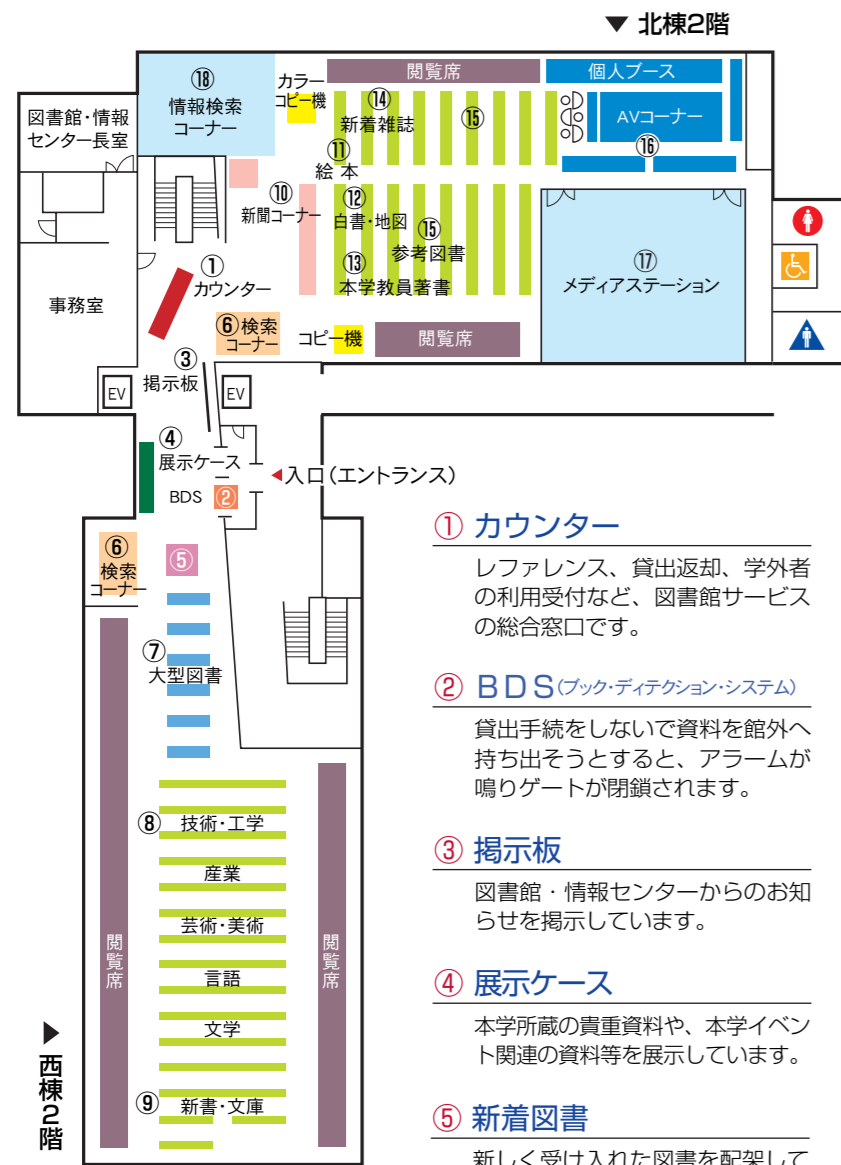 ▼ 北棟2階
⑱
情報検索
コーナー
カラー
コピー機
閲覧席
個人ブース
図書館・情報
センター長室
⑭
新着雑誌
⑮
AVコーナー
⑯
⑪
絵 本
⑩
新聞コーナー
⑫
白書・地図
⑮
参考図書
⑬
本学教員著書
⑰
メディアステーション
①
カウンター
事務室
⑥検索
コーナー
コピー機
閲覧席
③
掲示板
EV
EV
④
展示ケース
BDS ②
◀入口(エントランス)
⑥
検索
コーナー
⑤
⑦
大型図書
⑧ 技術・工学
産業
芸術・美術
言語
文学
⑨ 新書・文庫
閲覧席
閲覧席
▶西棟2階
① カウンター
レファレンス、貸出返却、学外者
の利用受付など、図書館サービス
の総合窓口です。
② BDS(ブック・ディテクション・システム)
貸出手続をしないで資料を館外へ
持ち出そうとすると、アラームが
鳴りゲートが閉鎖されます。
③ 掲示板
図書館・情報センターからのお知
らせを掲示しています。
④ 展示ケース
本学所蔵の貴重資料や、本学イベン
ト関連の資料等を展示しています。
⑤ 新着図書
新しく受け入れた図書を配架して